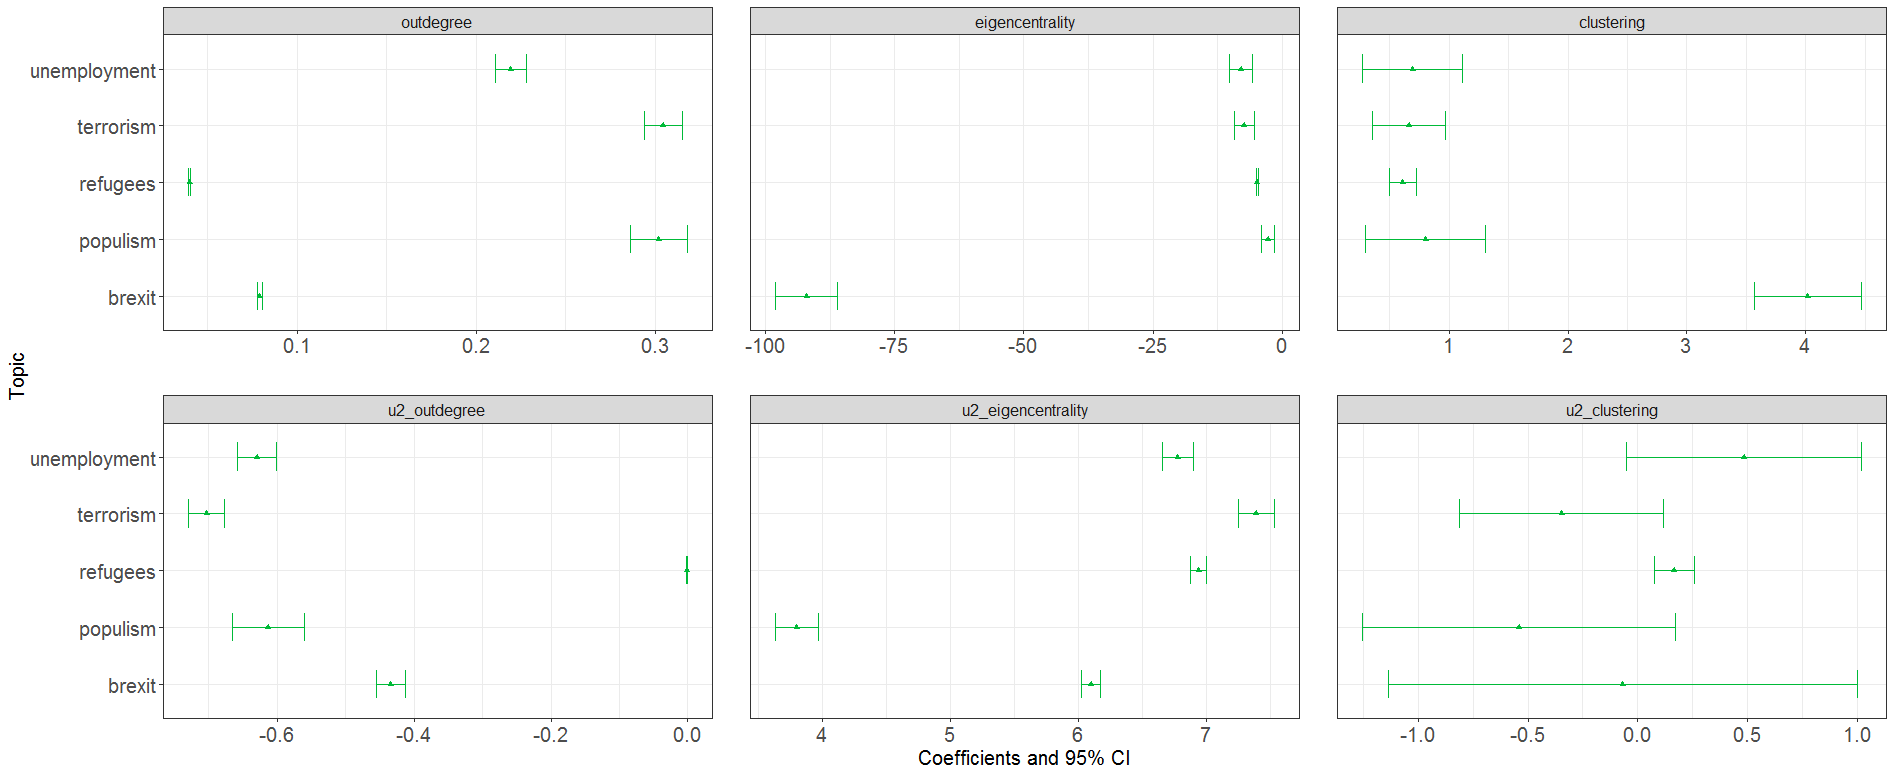 outdegree eigencentrality clustering
unemployment
terrorism
refugees
populism
brexit
0.1 0.2 0.3 -100 -75 -50 -25 0 1 2 3 4
Topic
u2_outdegree u2_eigencentrality u2_clustering
unemployment
terrorism
refugees
populism
brexit
-0.6 -0.4 -0.2 0.0 4 5 6 7 -1.0 -0.5 0.0 0.5 1.0
Coefficients and 95% CI